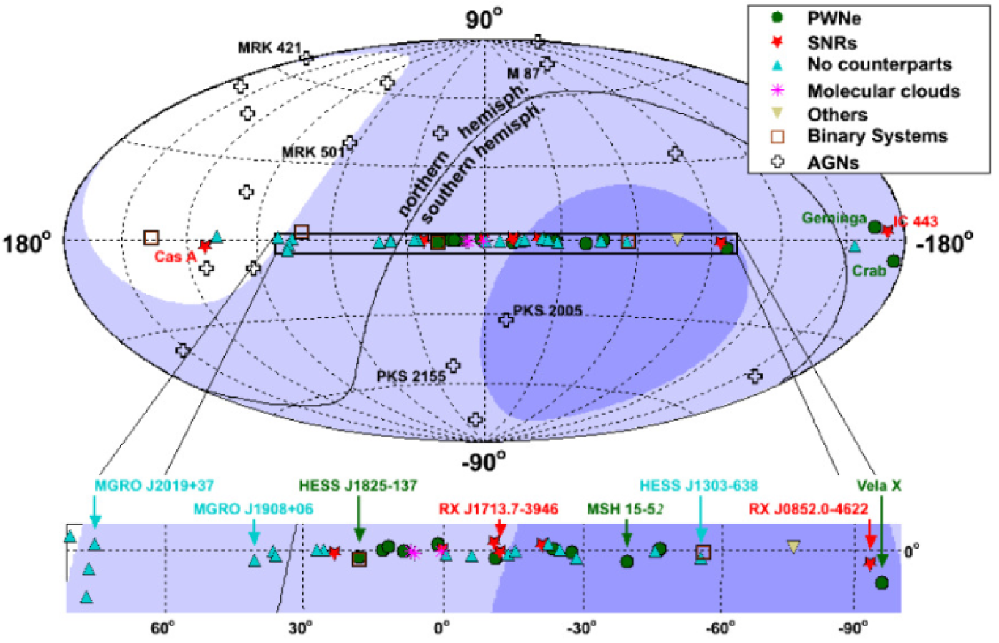 90°
PWNe
SNRs
No counterparts
Molecular clouds
Others
Binary Systems
AGNs
MRK 421
M 87
MRK 501
northern hemisph.
southern hemisph.
Geminga
IC 443
180°
-180°
Cas A
Crab
PKS 2005
PKS 2155
-90°
MGRO J2019+37
HESS J1825-137
HESS J1303-638
Vela X
MGRO J1908+06
RX J1713.7-3946
MSH 15-52
RX J0852.0-4622
0°
60°
30°
0°
-30°
-60°
-90°